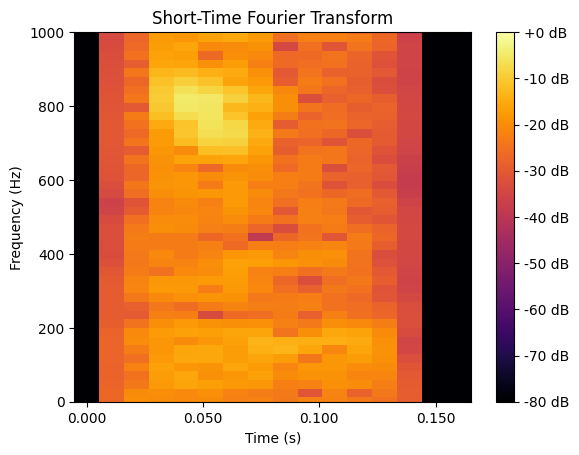 Short-Time Fourier Transform
1000
800
600
400
200
0
Frequency (Hz)
0.000
0.050
0.100
0.150
Time (s)
+0 dB
-10 dB
-20 dB
-30 dB
-40 dB
-50 dB
-60 dB
-70 dB
-80 dB